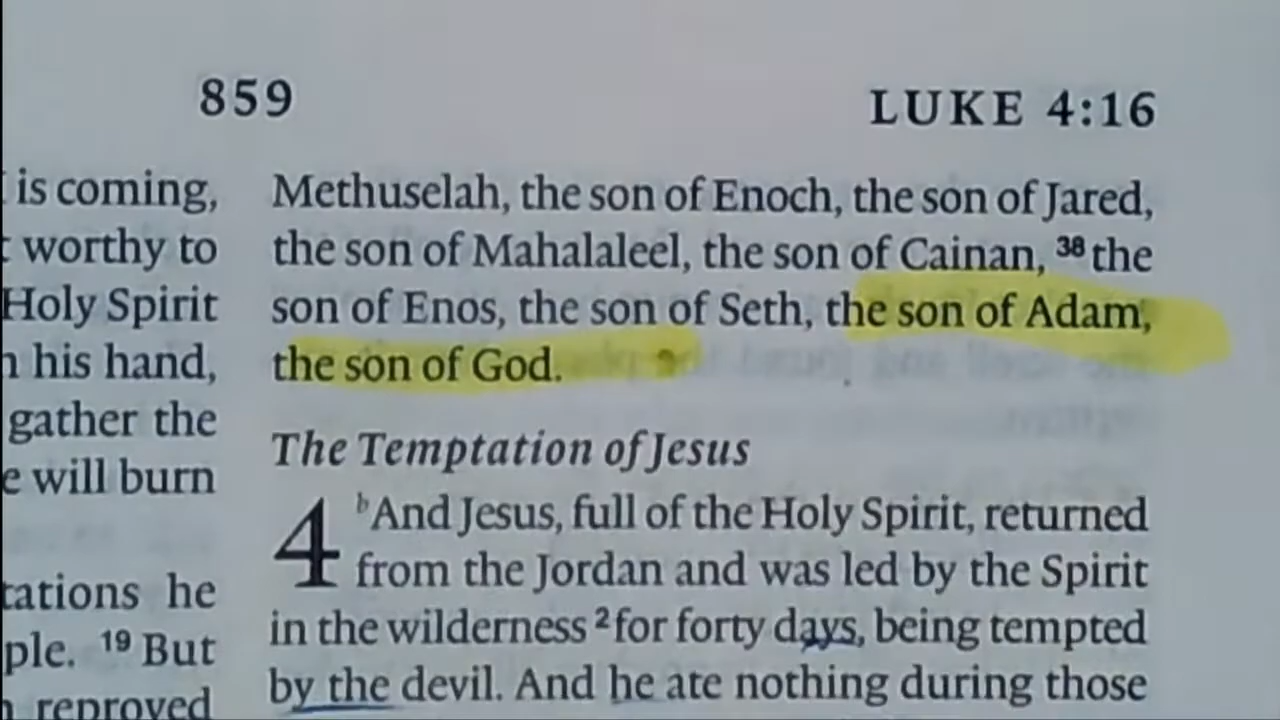 859
LUKE 4:16
is coming,
worthy to
Holy Spirit
his hand,
gather the
will burn
he
19 But
reproved
Methuselah, the son of Enoch, the son of Jared,
the son of Mahalaleel, the son of Cainan, 38 the
son of Enos, the son of Seth, the son of Adam,
the son of God.
The Temptation of Jesus
4 b And Jesus, full of the Holy Spirit, returned
from the Jordan and was led by the Spirit
in the wilderness 2 for forty days, being tempted
by the devil. And he ate nothing during those